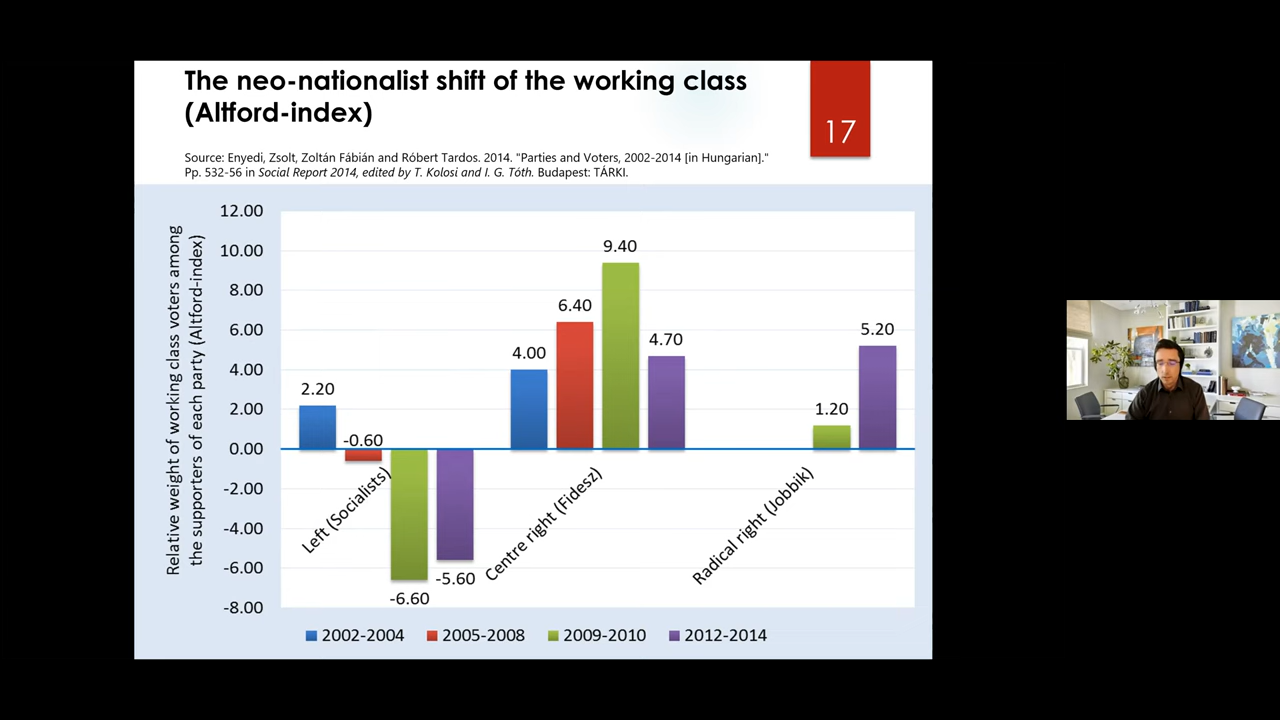 The neo-nationalist shift of the working class
(Altford-index)
17
Source: Enyedi, Zsolt, Zoltán Fábián and Róbert Tardos. 2014. "Parties and Voters, 2002-2014 [in Hungarian]."
Pp. 532-56 in Social Report 2014, edited by T. Kolosi and I. G. Tóth. Budapest: TÁRKI.
Relative weight of working class voters among
the supporters of each party (Altford-index)
12.00
10.00
8.00
6.00
4.00
2.00
0.00
-2.00
-4.00
-6.00
-8.00
2.20
-0.60
-6.60
-5.60
4.00
6.40
9.40
4.70
1.20
5.20
Left (Socialists)
Centre right (Fidesz)
Radical right (Jobbik)
2002-2004
2005-2008
2009-2010
2012-2014